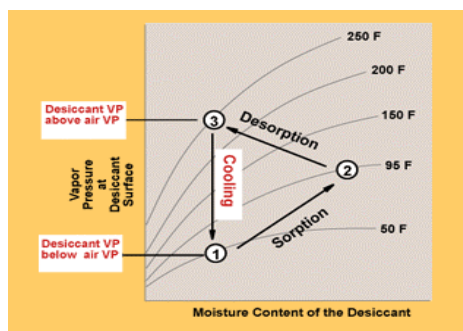 250 F
200 F
Desiccant VP
above air VP
3
Desorption
150 F
Vapor
Pressure
at
Desiccant
Surface
Cooling
2
95 F
Sorption
50 F
Desiccant VP
below air VP
1
Moisture Content of the Desiccant